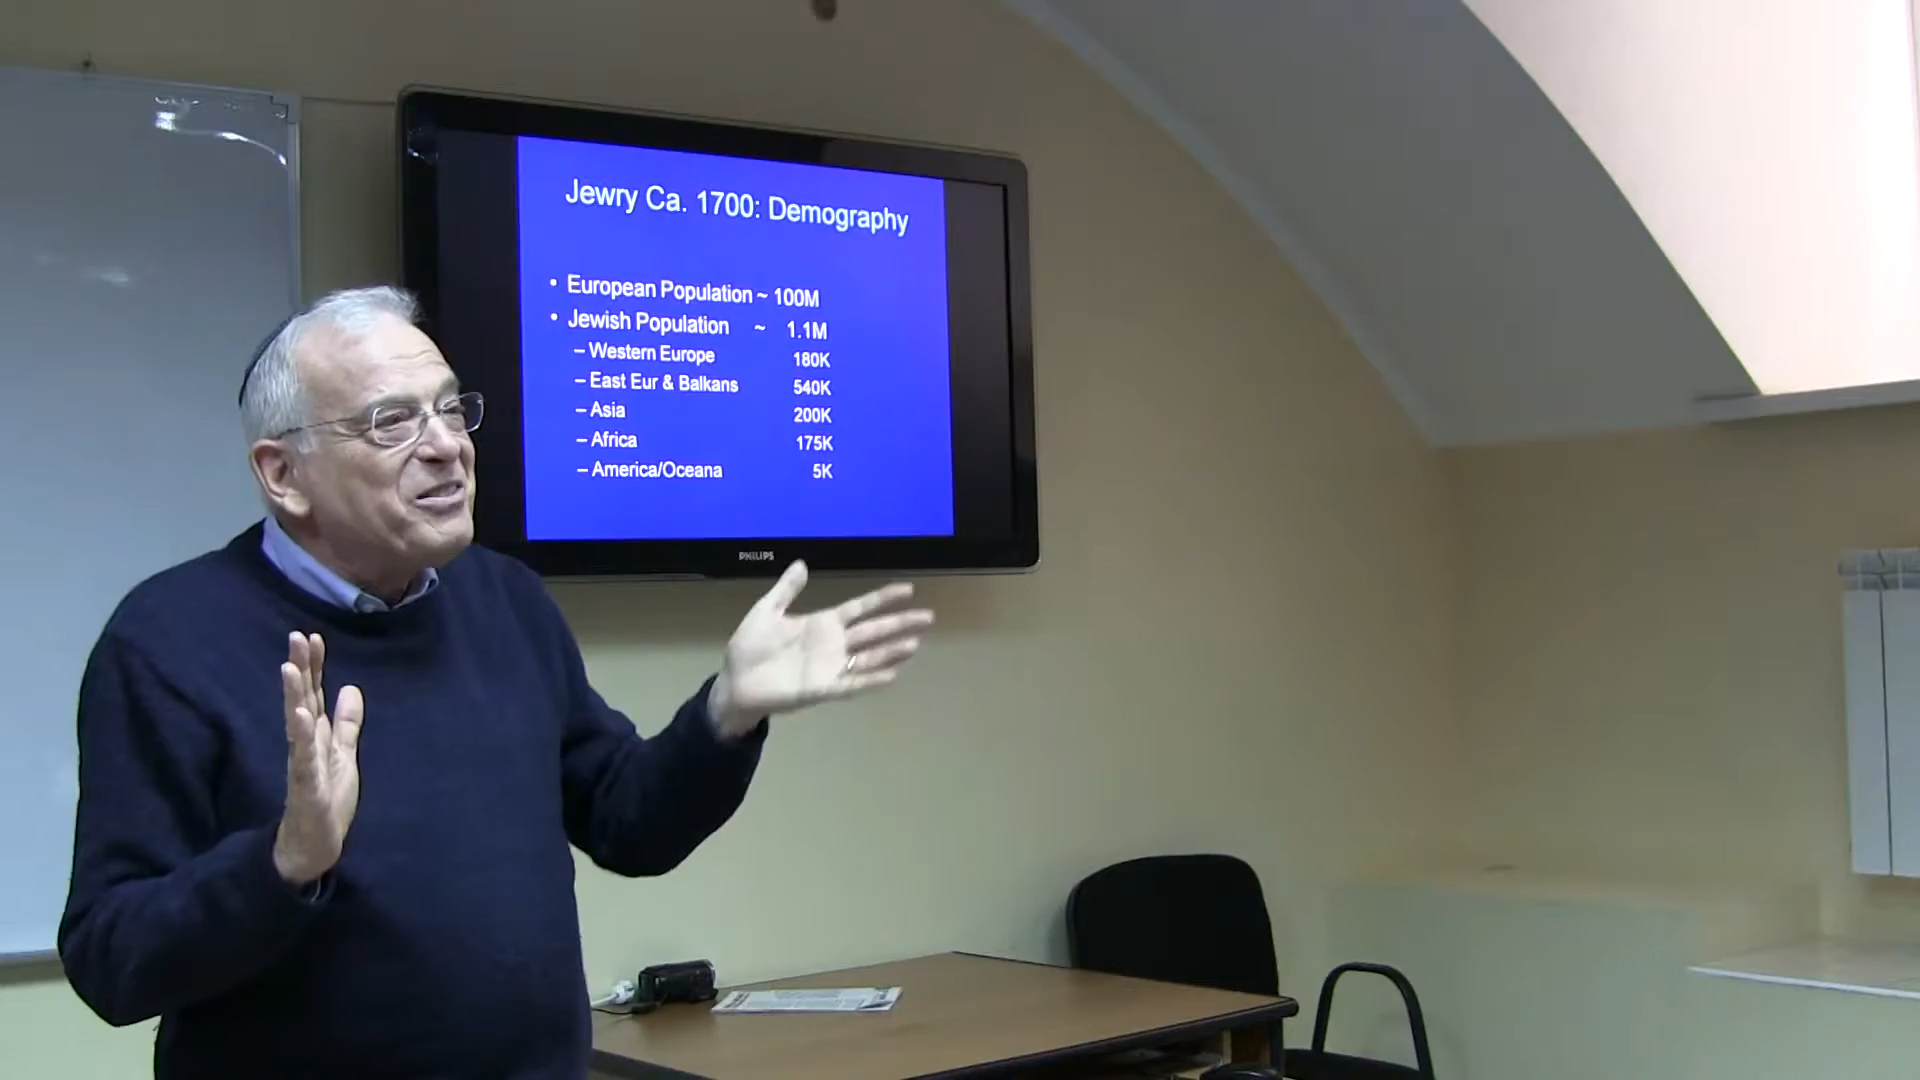 Jewry Ca. 1700: Demography
• European Population ~ 100M
• Jewish Population ~ 1.1M
– Western Europe 180K
– East Eur & Balkans 540K
– Asia 200K
– Africa 175K
– America/Oceana 5K
PHILIPS